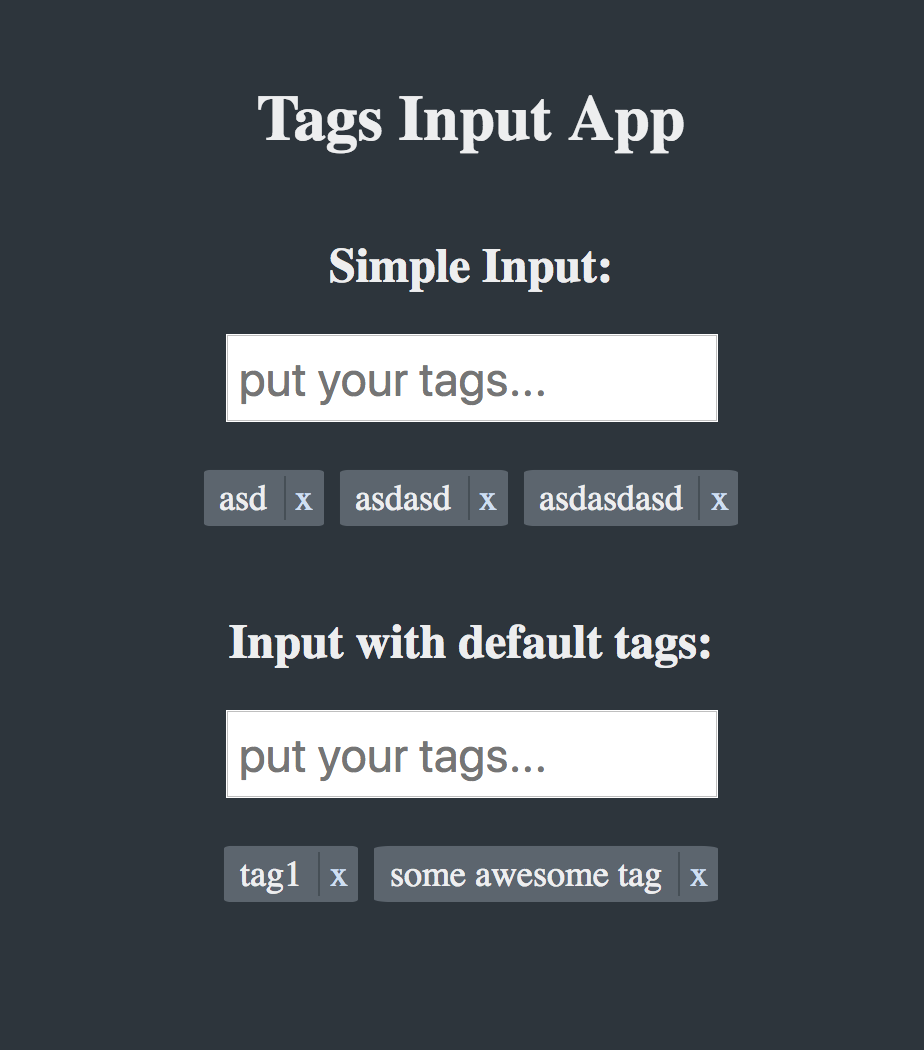 Tags Input App
Simple Input:
put your tags...
asd x asdasd x asdasdasd x
Input with default tags:
put your tags...
tag1 x some awesome tag x